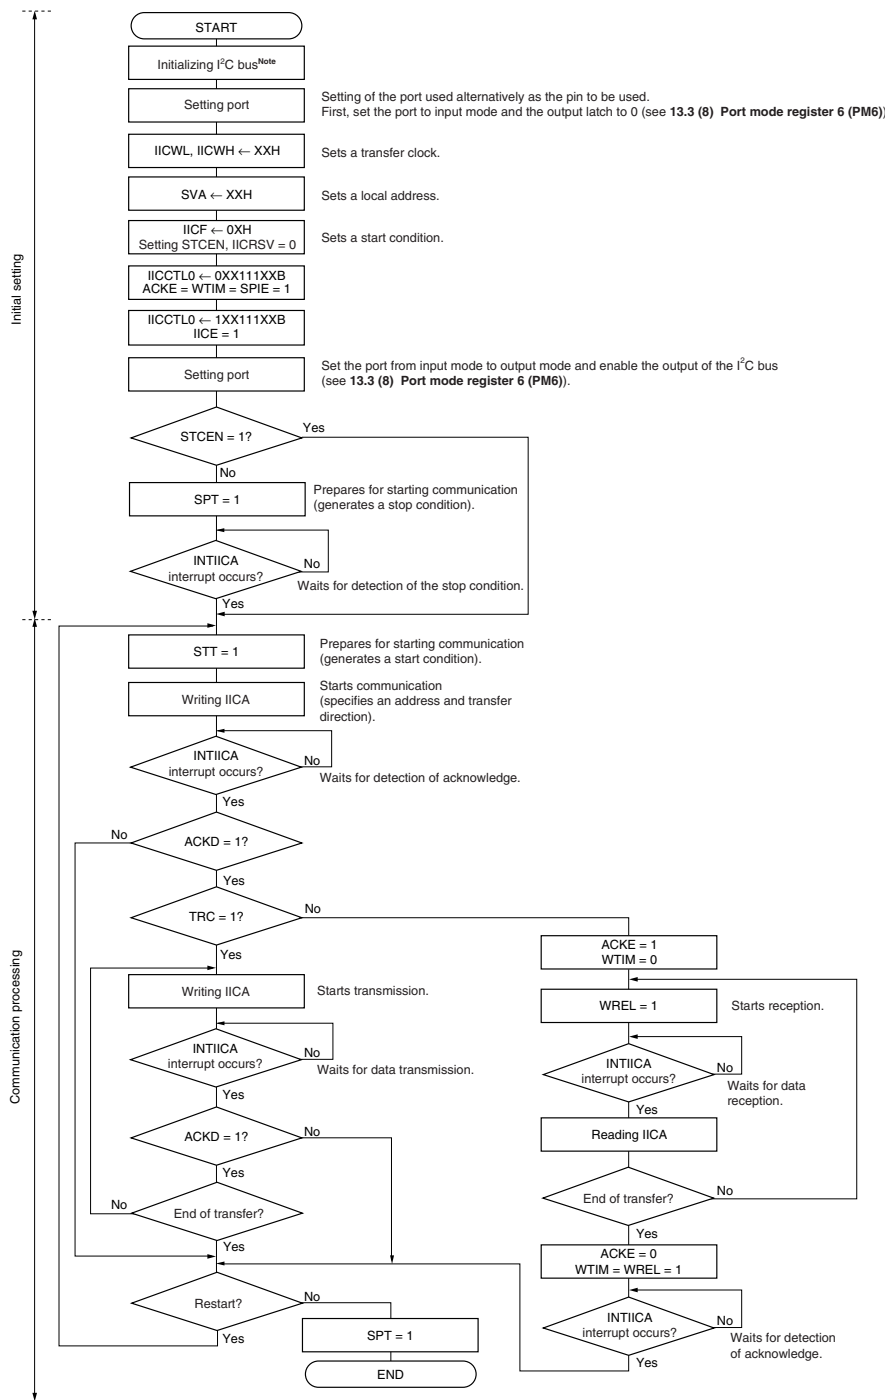 START
Initializing I²C busNote
Setting port
Setting of the port used alternatively as the pin to be used.
First, set the port to input mode and the output latch to 0 (see 13.3 (8) Port mode register 6 (PM6))
IICWL, IICWH ← XXH
Sets a transfer clock.
SVA ← XXH
Sets a local address.
IICF ← 0XH
Setting STCEN, IICRSV = 0
Sets a start condition.
IICCTL0 ← 0XX111XXB
ACKE = WTIM = SPIE = 1
IICCTL0 ← 1XX111XXB
IICE = 1
Setting port
Set the port from input mode to output mode and enable the output of the I²C bus
(see 13.3 (8) Port mode register 6 (PM6)).
Initial setting
STCEN = 1?
Yes
No
SPT = 1
Prepares for starting communication
(generates a stop condition).
INTIICA
interrupt occurs?
No
Waits for detection of the stop condition.
Yes
STT = 1
Prepares for starting communication
(generates a start condition).
Writing IICA
Starts communication
(specifies an address and transfer
direction).
INTIICA
interrupt occurs?
No
Waits for detection of acknowledge.
Yes
No
ACKD = 1?
Yes
TRC = 1?
No
Yes
Communication processing
Writing IICA
Starts transmission.
INTIICA
interrupt occurs?
No
Waits for data transmission.
Yes
ACKD = 1?
No
Yes
No
End of transfer?
Yes
Restart?
No
Yes
SPT = 1
END
ACKE = 1
WTIM = 0
WREL = 1
Starts reception.
INTIICA
interrupt occurs?
No
Waits for data
reception.
Yes
Reading IICA
End of transfer?
No
Yes
ACKE = 0
WTIM = WREL = 1
INTIICA
interrupt occurs?
No
Waits for detection
of acknowledge.
Yes